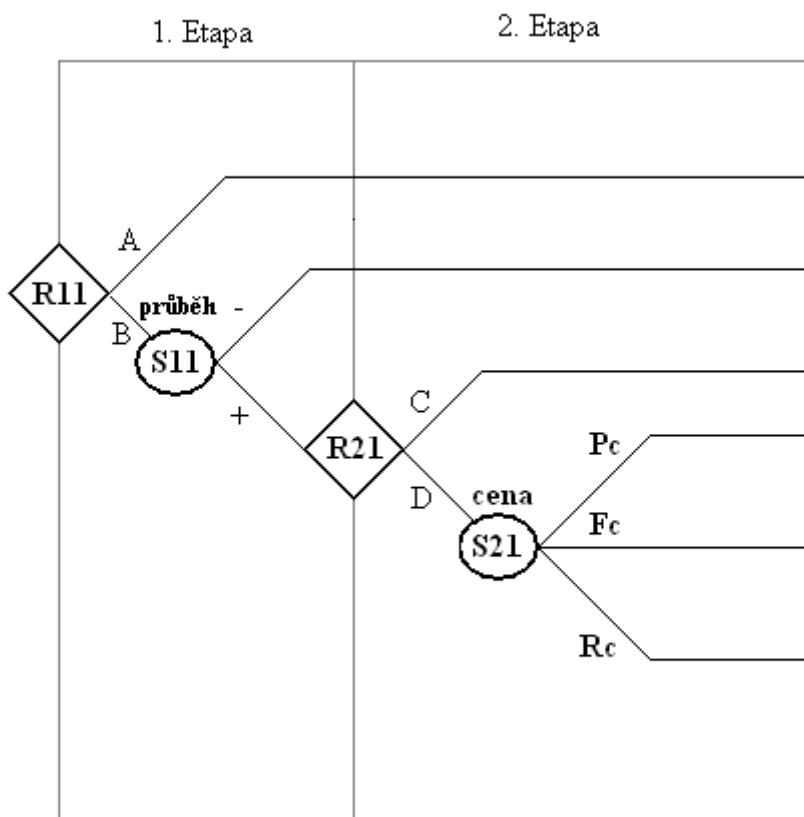 1. Etapa
2. Etapa
A
R11
průběh -
B
S11
+
C
R21
Pc
D
cena
Fc
S21
Rc